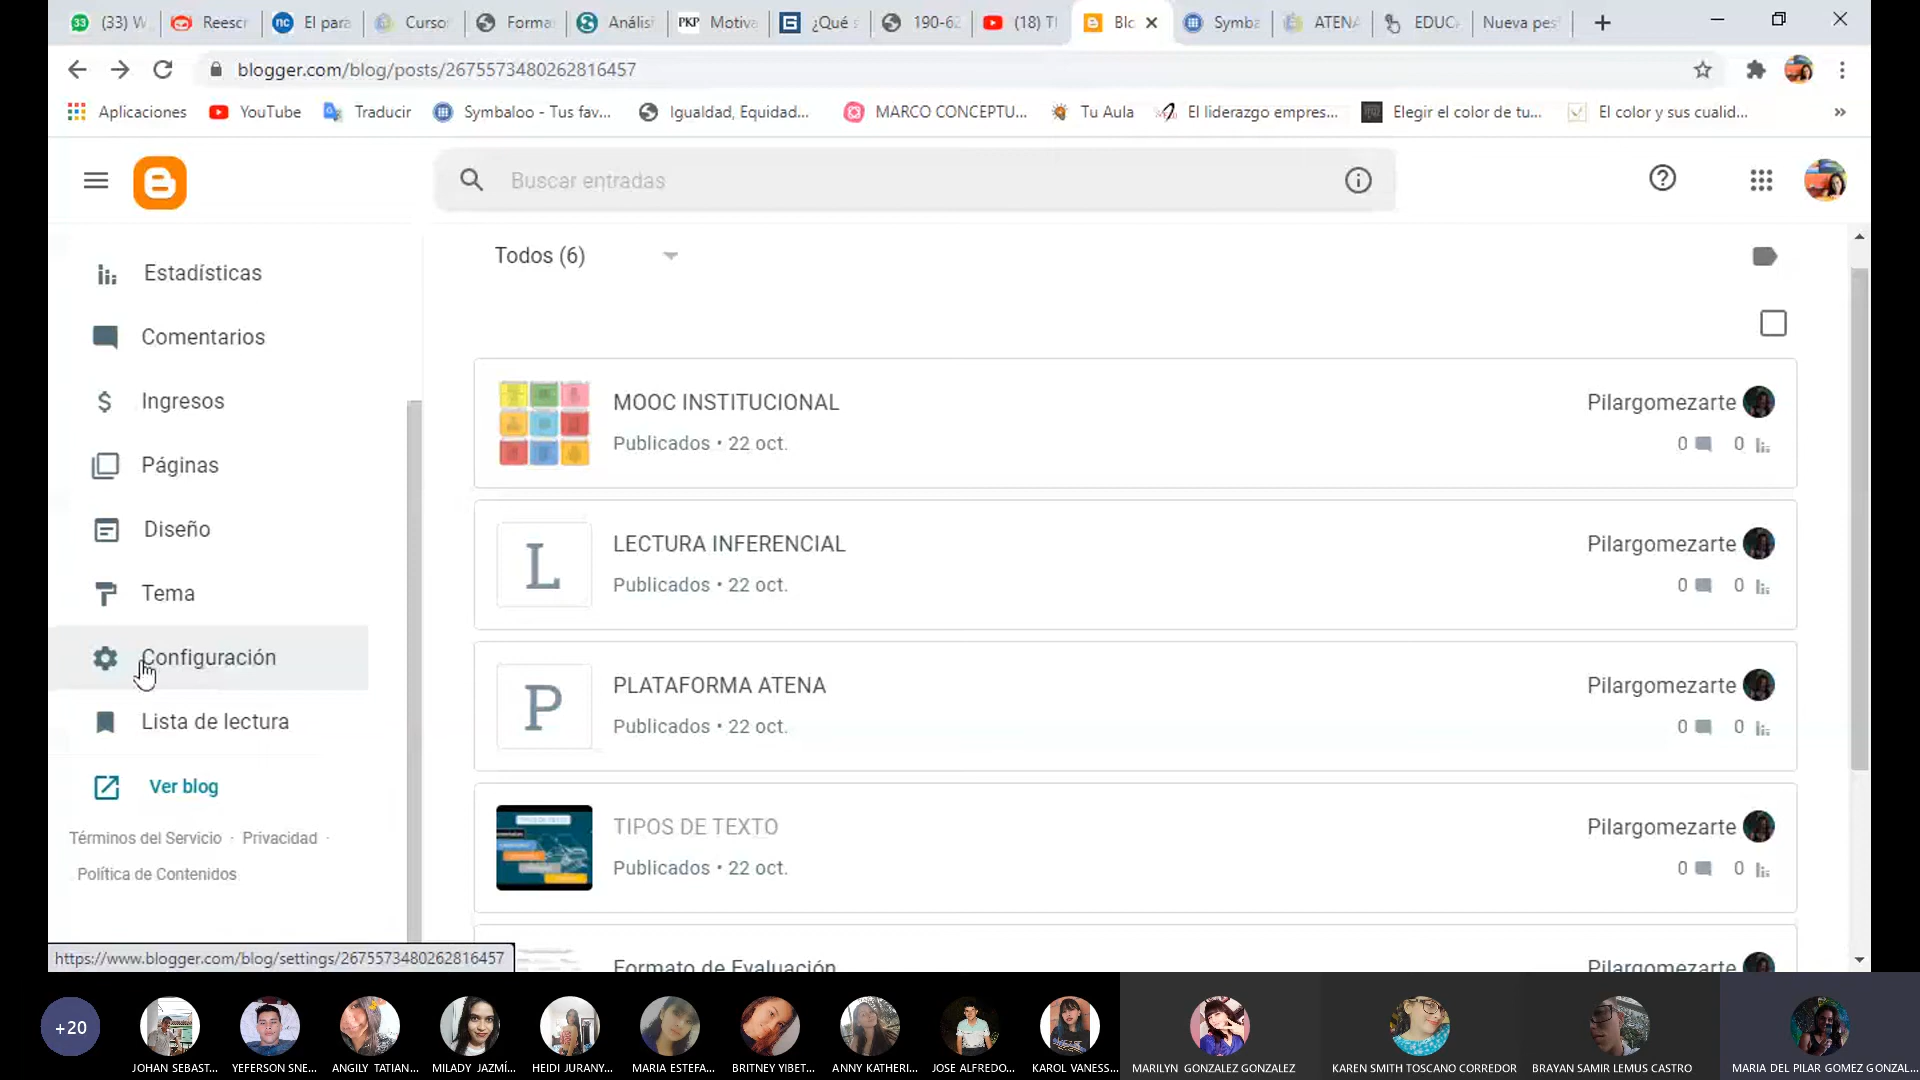 (33) W
Reescr
El para
Curso
Forma
Análisi
PKP Motiva
¿Qué s
190-62
(18) TI
Blc
Symba
ATENA
EDUCA
Nueva pes
blogger.com/blog/posts/2675573480262816457
Aplicaciones
YouTube
Traducir
Symbaloo - Tus fav...
Igualdad, Equidad...
MARCO CONCEPTU...
Tu Aula
El liderazgo empres...
Elegir el color de tu...
El color y sus cualid...
»
Buscar entradas
Estadísticas
Comentarios
Ingresos
Páginas
Diseño
Tema
Configuración
Lista de lectura
Ver blog
Términos del Servicio · Privacidad ·
Política de Contenidos
https://www.blogger.com/blog/settings/2675573480262816457
Todos (6)
MOOC INSTITUCIONAL
Publicados • 22 oct.
Pilargomezarte
0 0
L
LECTURA INFERENCIAL
Publicados • 22 oct.
Pilargomezarte
0 0
P
PLATAFORMA ATENA
Publicados • 22 oct.
Pilargomezarte
0 0
TIPOS DE TEXTO
Publicados • 22 oct.
Pilargomezarte
0 0
Formato de Evaluación
Pilargomezarte
+20
JOHAN SEBAST...
YEFERSON SNE...
ANGILY TATIAN...
MILADY JAZMÍ...
HEIDI JURANY...
MARIA ESTEFA...
BRITNEY YIBET...
ANNY KATHERI...
JOSE ALFREDO...
KAROL VANESS...
MARILYN GONZALEZ GONZALEZ
KAREN SMITH TOSCANO CORREDOR
BRAYAN SAMIR LEMUS CASTRO
MARIA DEL PILAR GOMEZ GONZAL...